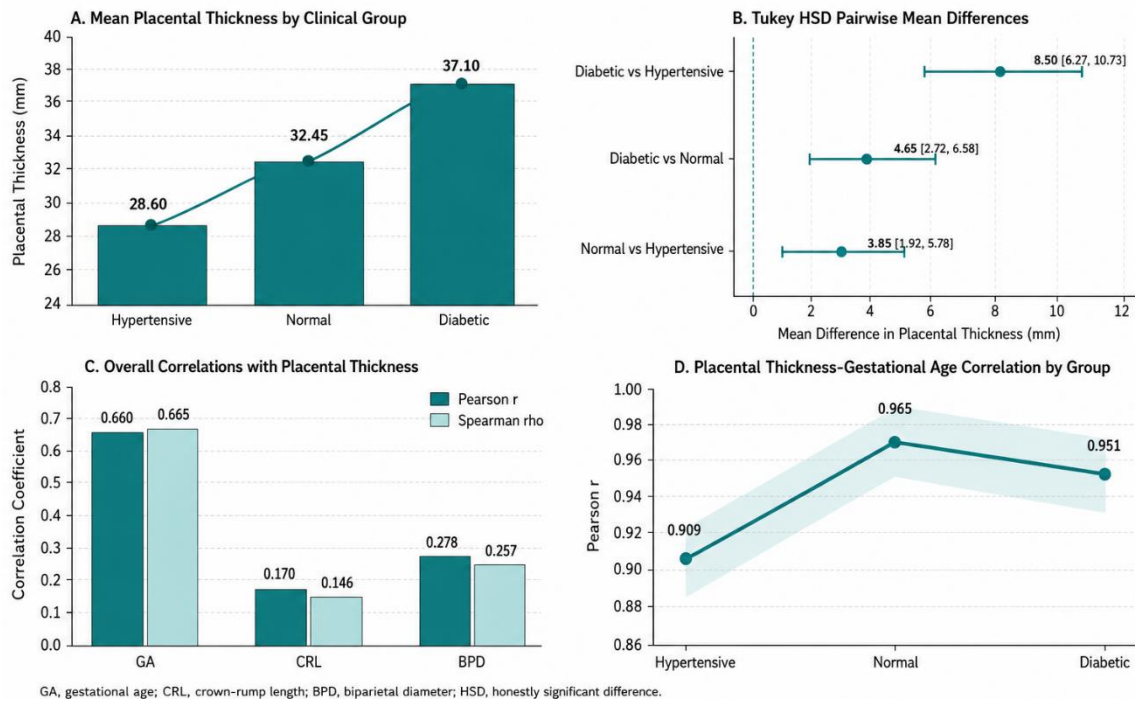 A. Mean Placental Thickness by Clinical Group
Placental Thickness (mm)
40
38
36
34
32
30
28
26
24
28.60
32.45
37.10
Hypertensive
Normal
Diabetic
B. Tukey HSD Pairwise Mean Differences
Diabetic vs Hypertensive
8.50 [6.27, 10.73]
Diabetic vs Normal
4.65 [2.72, 6.58]
Normal vs Hypertensive
3.85 [1.92, 5.78]
0 2 4 6 8 10 12
Mean Difference in Placental Thickness (mm)
C. Overall Correlations with Placental Thickness
Correlation Coefficient
0.8
0.7
0.6
0.5
0.4
0.3
0.2
0.1
0.0
Pearson r
Spearman rho
0.660 0.665
0.170 0.146
0.278 0.257
GA CRL BPD
D. Placental Thickness-Gestational Age Correlation by Group
Pearson r
1.00
0.98
0.96
0.94
0.92
0.90
0.88
0.86
0.909
0.965
0.951
Hypertensive
Normal
Diabetic
GA, gestational age; CRL, crown-rump length; BPD, biparietal diameter; HSD, honestly significant difference.